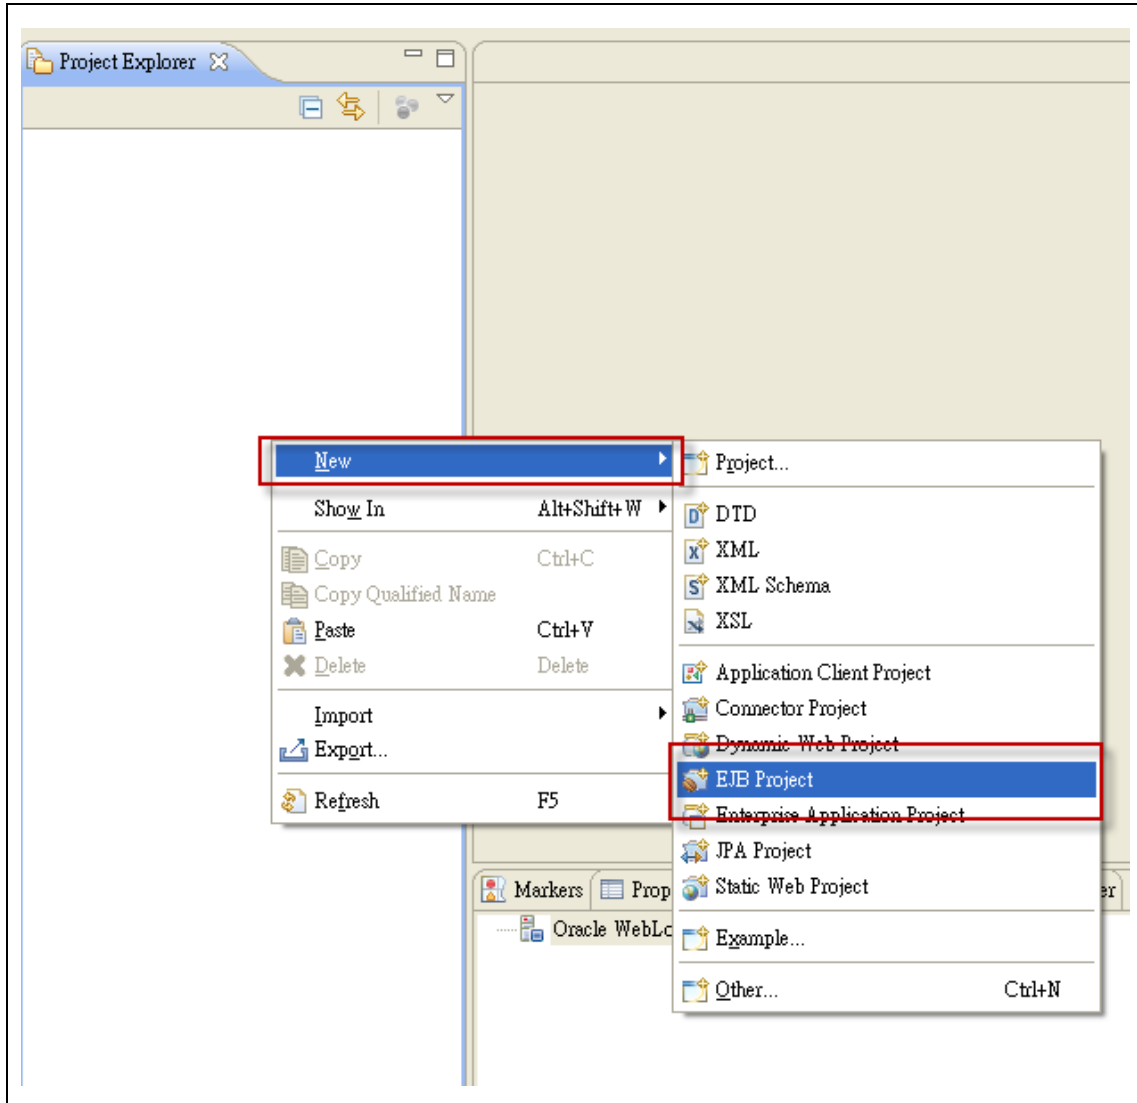 Project Explorer
New
Show In Alt+Shift+W
Copy Ctrl+C
Copy Qualified Name
Paste Ctrl+V
Delete Delete
Import
Export...
Refresh F5
Project...
DTD
XML
XML Schema
XSL
Application Client Project
Connector Project
Dynamic Web Project
EJB Project
Enterprise Application Project
JPA Project
Static Web Project
Example...
Other... Ctrl+N
Markers
Oracle